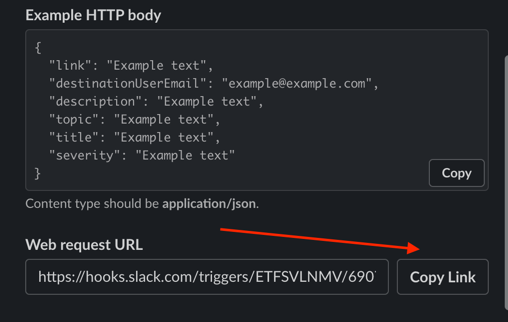 Example HTTP body
{
"link": "Example text",
"destinationUserEmail": "example@example.com",
"description": "Example text",
"topic": "Example text",
"title": "Example text",
"severity": "Example text"
}
Copy
Content type should be application/json.
Web request URL
https://hooks.slack.com/triggers/ETFSVLNMV/690
Copy Link